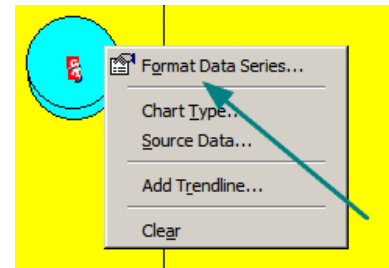 Format Data Series...
Chart Type...
Source Data...
Add Trendline...
Clear